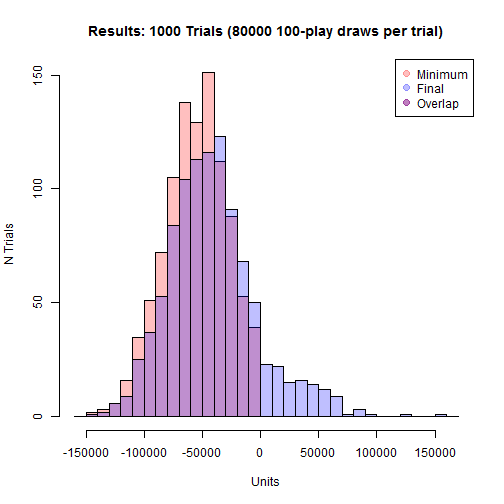 Results: 1000 Trials (80000 100-play draws per trial)
Minimum
Final
Overlap
N Trials
150
100
50
0
-150000 -100000 -50000 0 50000 100000 150000
Units